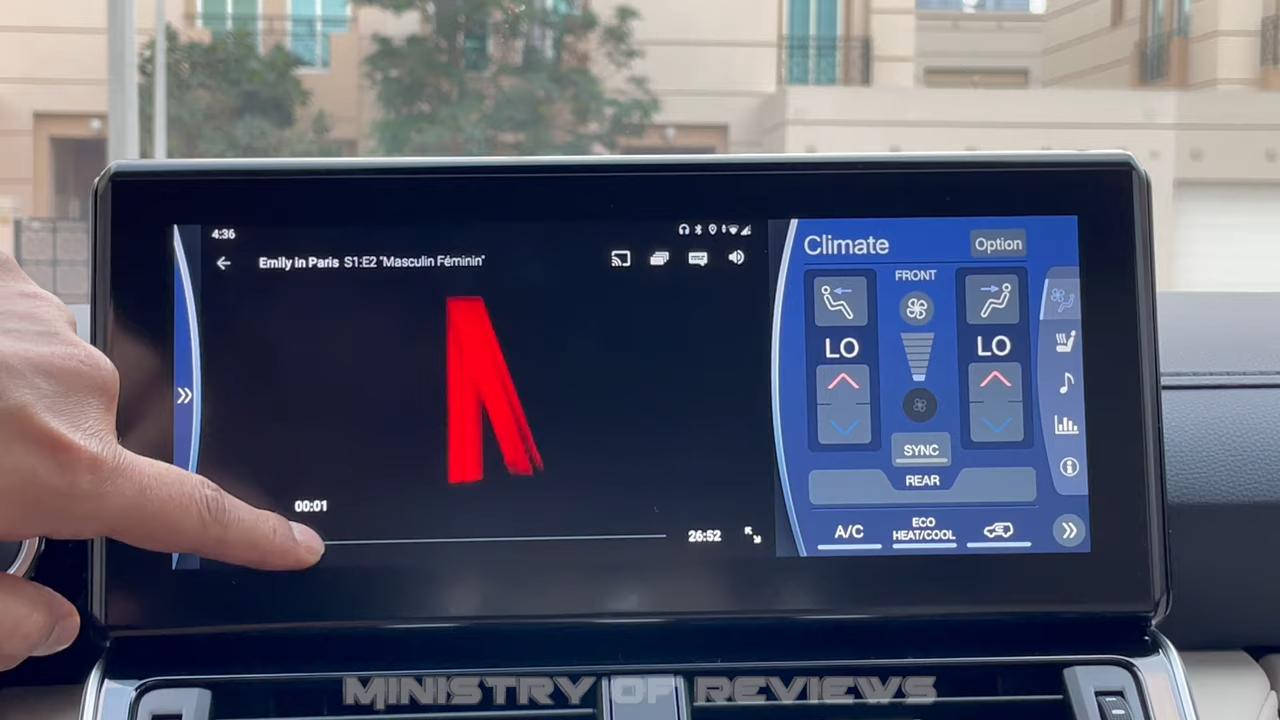 4:36
Emily in Paris S1:E2 "Masculin Féminin"
00:01
26:52
Climate
Option
FRONT
LO
LO
SYNC
REAR
A/C
ECO
HEAT/COOL
MINISTRY OF REVIEWS